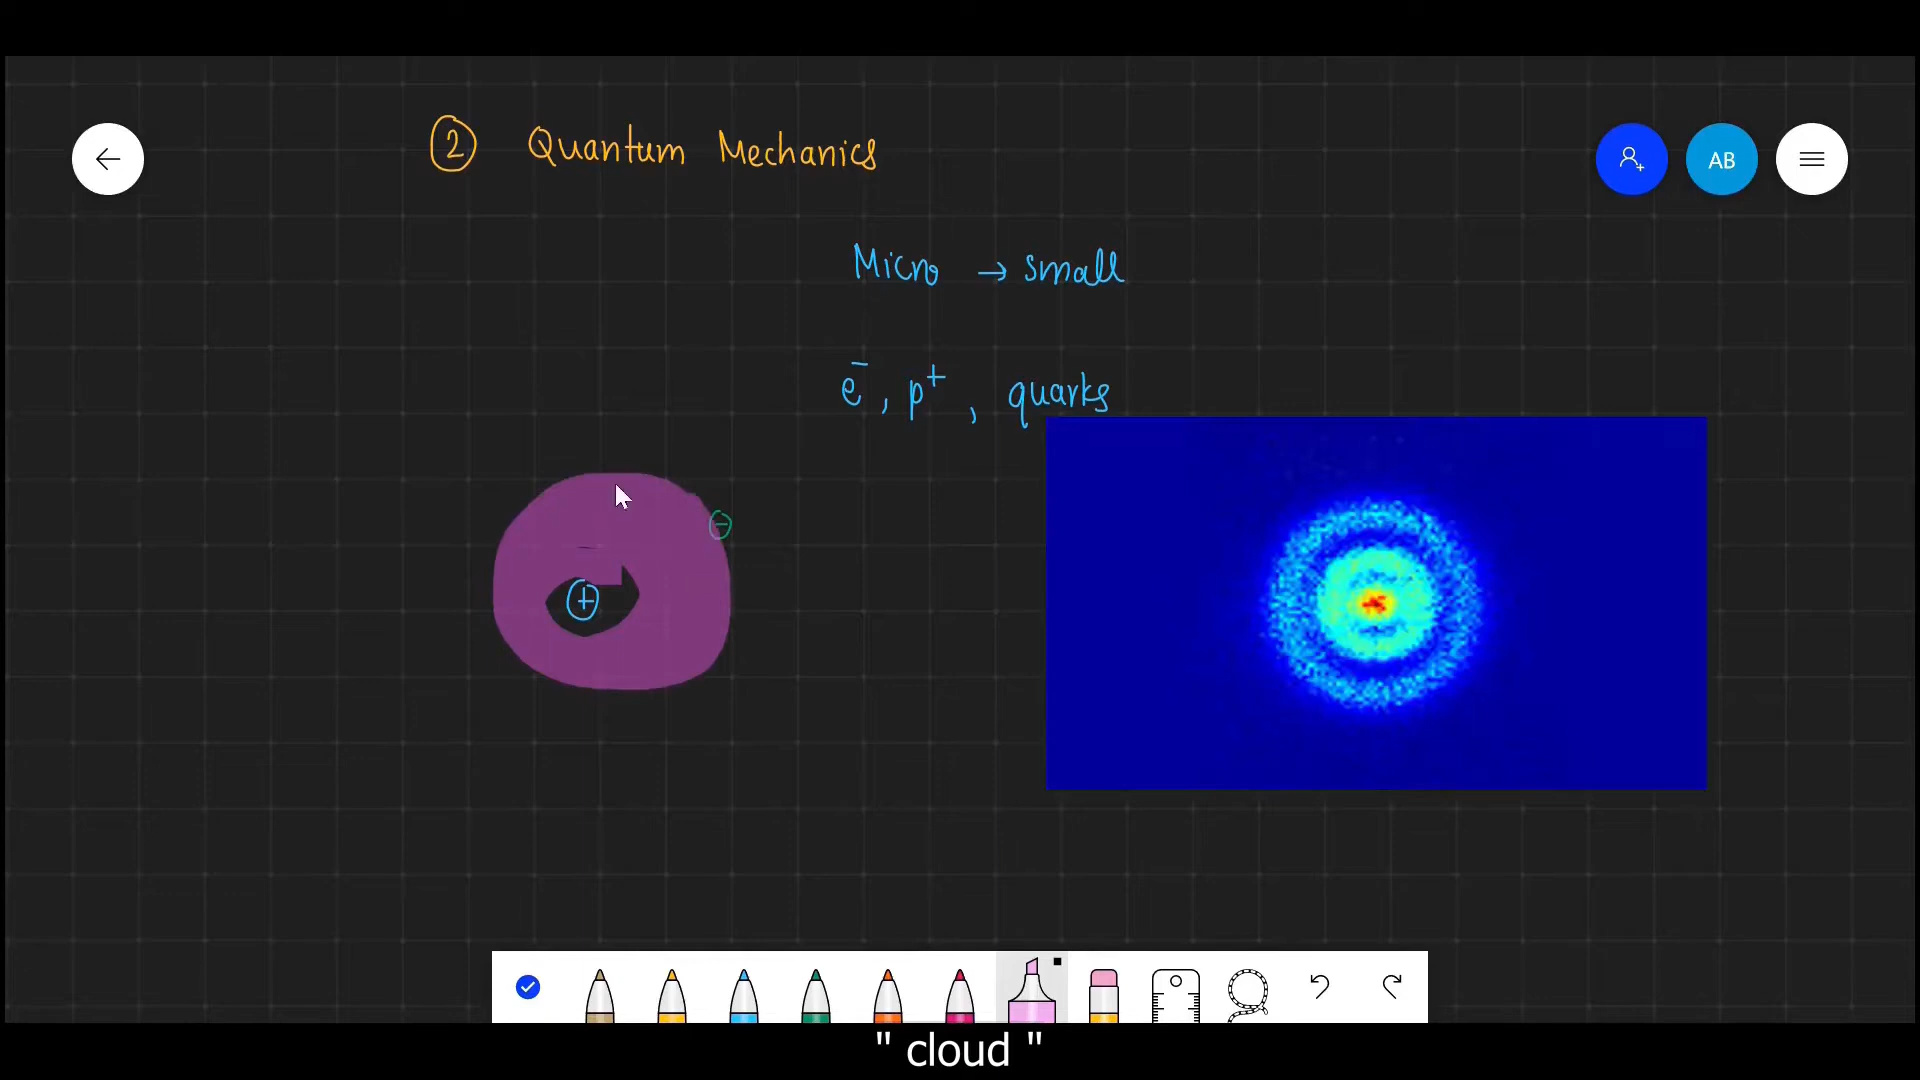 ② Quantum Mechanics
AB
Micro → small
e⁻, p⁺, quarks
⊖
⊕
" cloud "